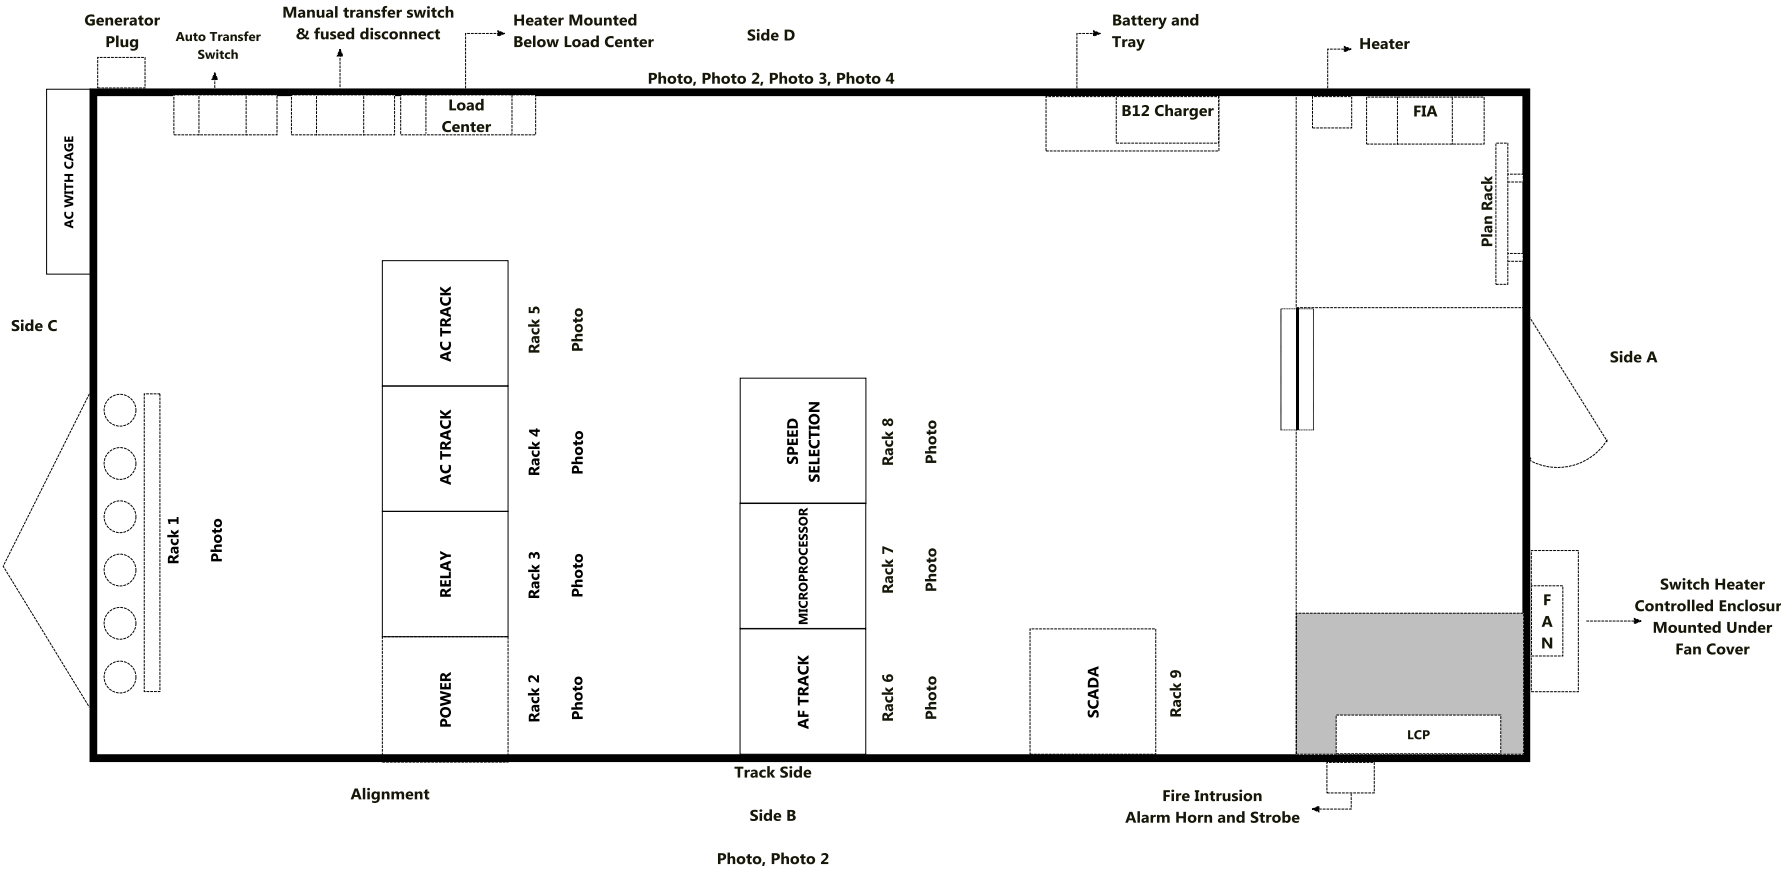 Generator
Plug
Auto Transfer
Switch
Manual transfer switch
& fused disconnect
Heater Mounted
Below Load Center
Side D
Photo, Photo 2, Photo 3, Photo 4
Battery and
Tray
Heater
AC WITH CAGE
Load
Center
B12 Charger
FIA
Plan Rack
Side C
Side A
AC TRACK
Rack 5
Photo
AC TRACK
Rack 4
Photo
RELAY
Rack 3
Photo
POWER
Rack 2
Photo
Rack 1
Photo
SPEED
SELECTION
Rack 8
Photo
MICROPROCESSOR
Rack 7
Photo
AF TRACK
Rack 6
Photo
SCADA
Rack 9
F
A
N
Switch Heater
Controlled Enclosur
Mounted Under
Fan Cover
LCP
Track Side
Alignment
Side B
Photo, Photo 2
Fire Intrusion
Alarm Horn and Strobe